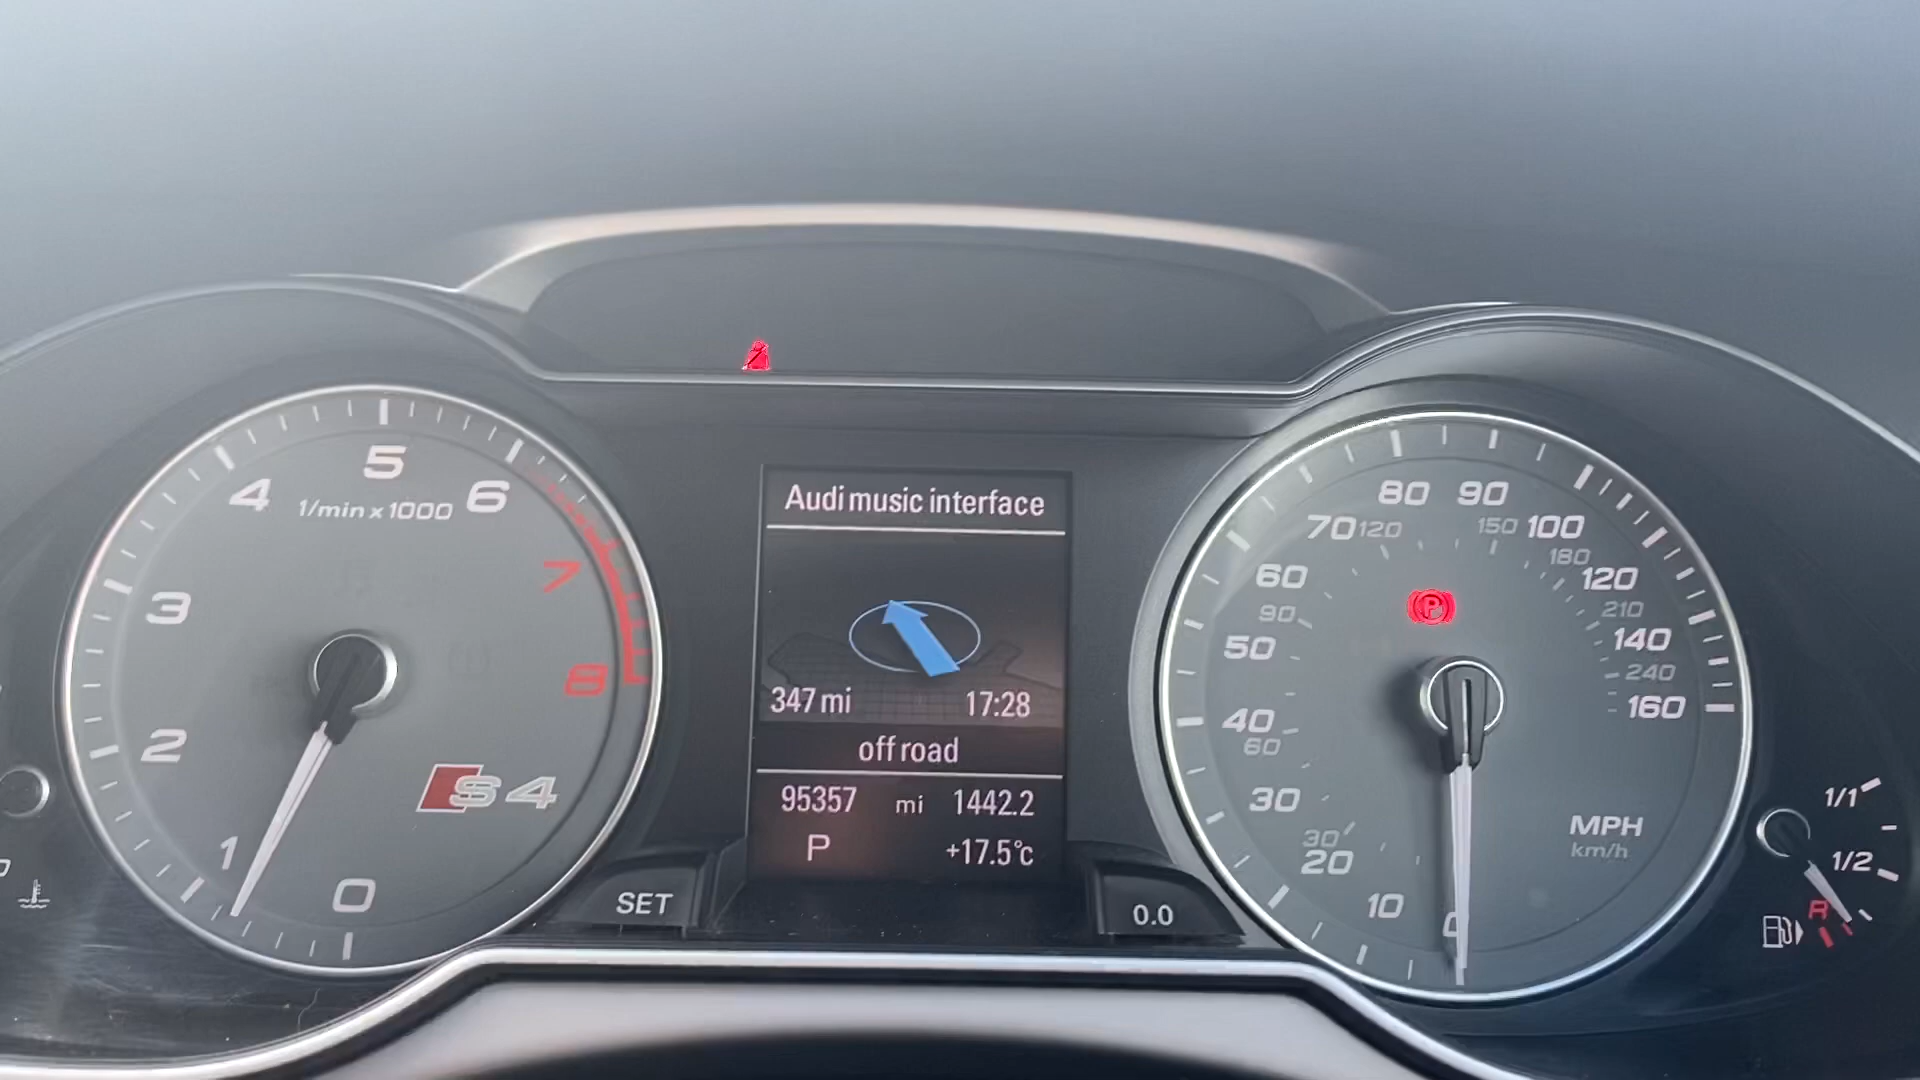 Audi music interface
347 mi 17:28
off road
95357 mi 1442.2
P +17.5°c
SET
0.0
0
1
2
3
4
5
6
7
8
1/min x 1000
S4
0
10
20
30
40
50
60
70
80
90
100
120
140
160
30
60
90
120
150
180
210
240
MPH
km/h
P
1/1
1/2
R